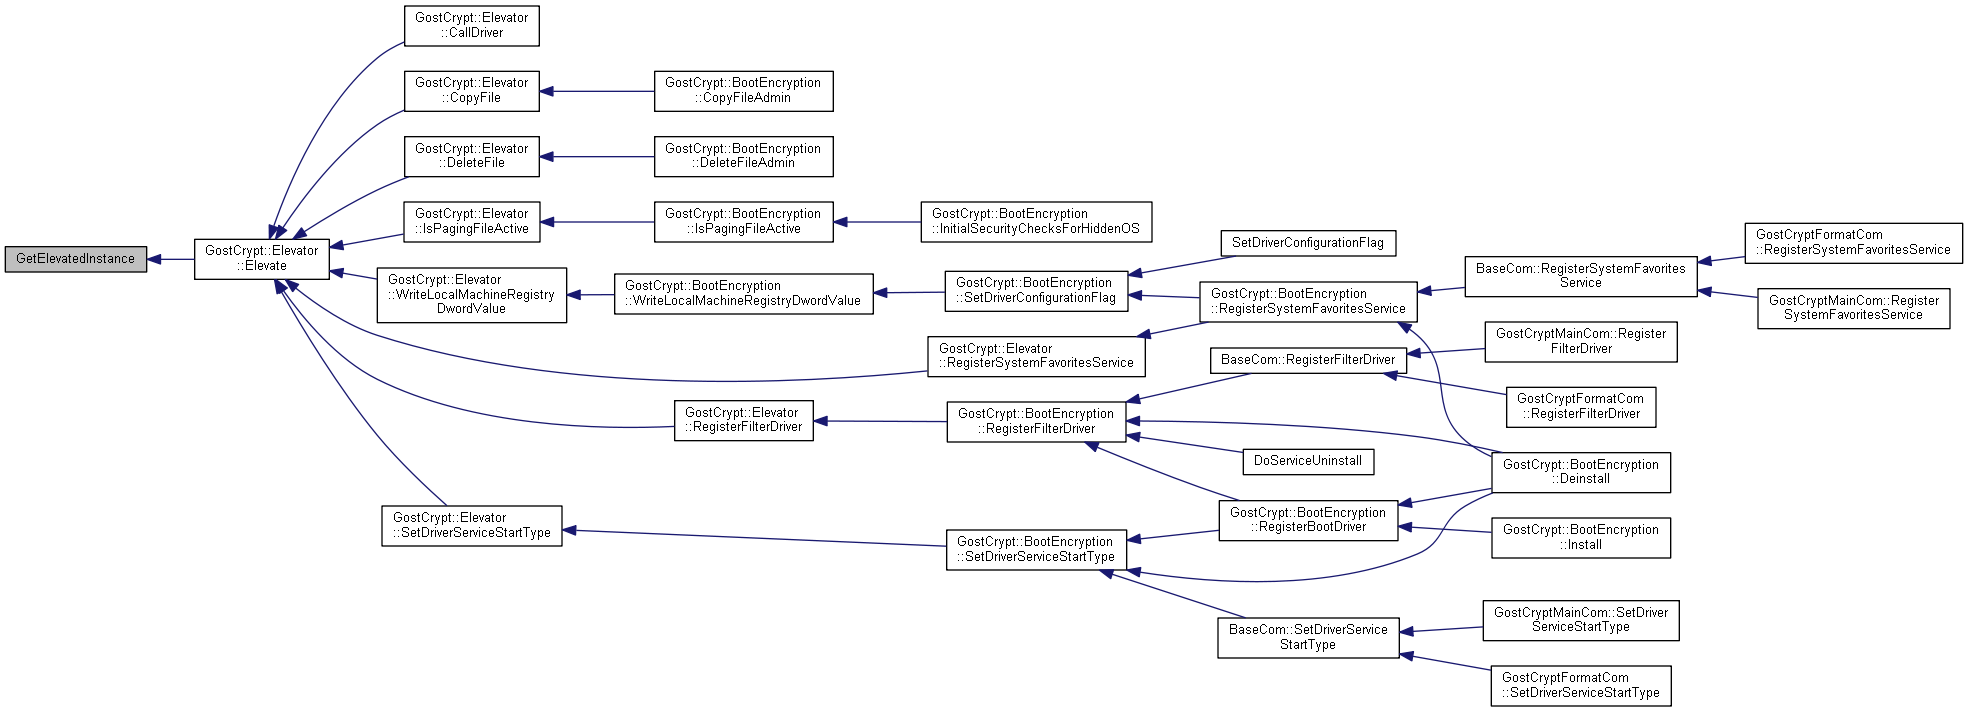 GetElevatedInstance
GostCrypt::Elevator
::Elevate
GostCrypt::Elevator
::CallDriver
GostCrypt::Elevator
::CopyFile
GostCrypt::Elevator
::DeleteFile
GostCrypt::Elevator
::IsPagingFileActive
GostCrypt::Elevator
::WriteLocalMachineRegistry
DwordValue
GostCrypt::Elevator
::SetDriverServiceStartType
GostCrypt::BootEncryption
::CopyFileAdmin
GostCrypt::BootEncryption
::DeleteFileAdmin
GostCrypt::BootEncryption
::IsPagingFileActive
GostCrypt::BootEncryption
::WriteLocalMachineRegistryDwordValue
GostCrypt::Elevator
::RegisterFilterDriver
GostCrypt::BootEncryption
::InitialSecurityChecksForHiddenOS
GostCrypt::BootEncryption
::SetDriverConfigurationFlag
GostCrypt::Elevator
::RegisterSystemFavoritesService
GostCrypt::BootEncryption
::RegisterFilterDriver
GostCrypt::BootEncryption
::SetDriverServiceStartType
SetDriverConfigurationFlag
GostCrypt::BootEncryption
::RegisterSystemFavoritesService
BaseCom::RegisterFilterDriver
DoServiceUninstall
GostCrypt::BootEncryption
::RegisterBootDriver
BaseCom::SetDriverService
StartType
BaseCom::RegisterSystemFavorites
Service
GostCryptMainCom::Register
FilterDriver
GostCryptFormatCom
::RegisterFilterDriver
GostCrypt::BootEncryption
::Deinstall
GostCrypt::BootEncryption
::Install
GostCryptMainCom::SetDriver
ServiceStartType
GostCryptFormatCom
::SetDriverServiceStartType
GostCryptFormatCom
::RegisterSystemFavoritesService
GostCryptMainCom::Register
SystemFavoritesService